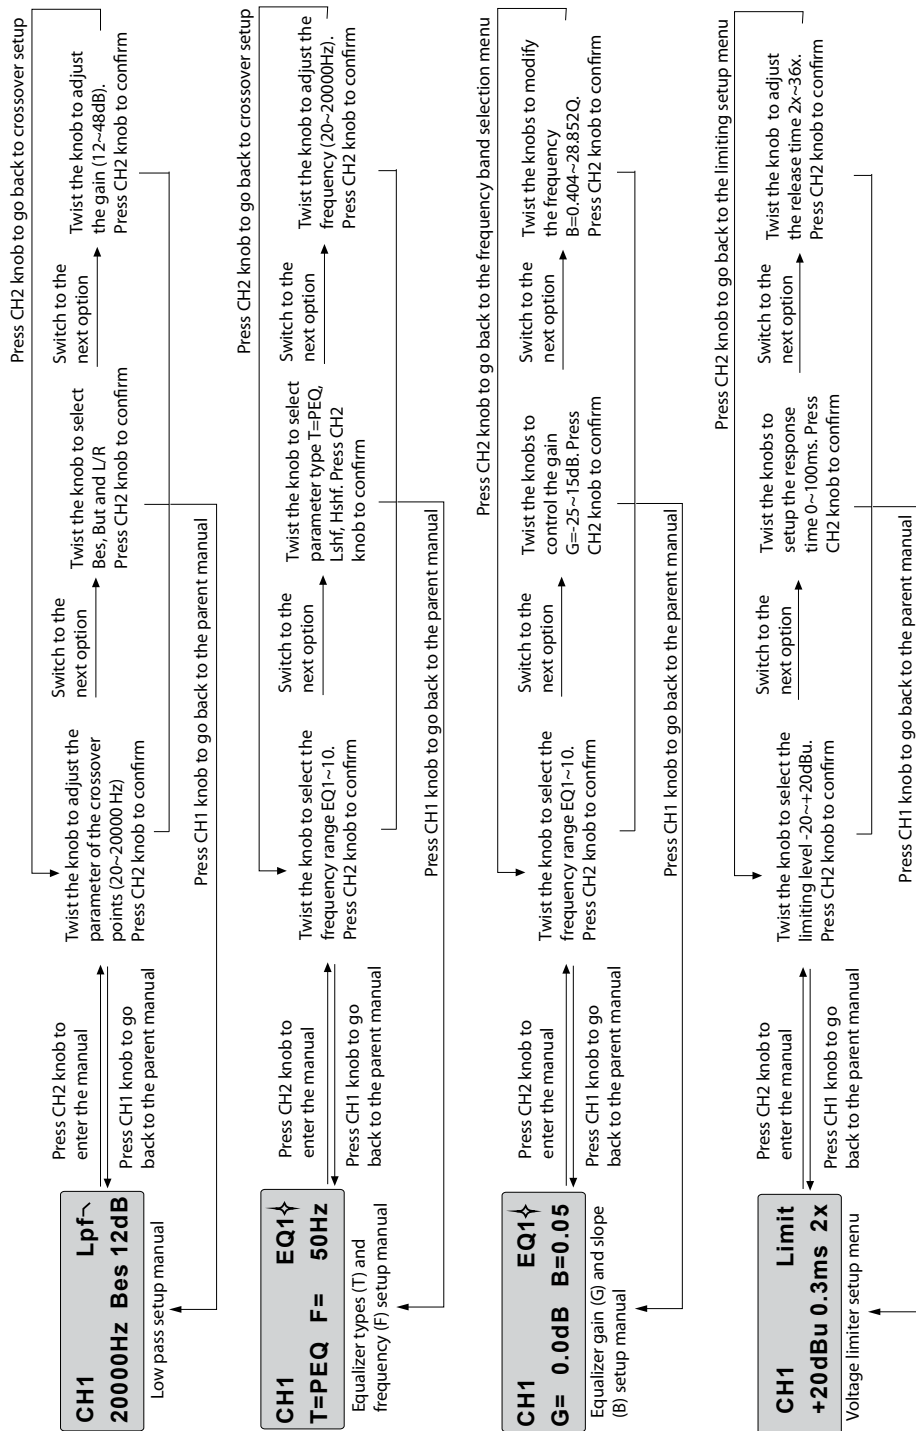 CH1 Lpf
20000Hz Bes 12dB
Low pass setup manual
Press CH2 knob to
enter the manual
Press CH1 knob to go
back to the parent manual
Twist the knob to adjust the
parameter of the crossover
points (20~20000 Hz)
Press CH2 knob to confirm
Switch to the
next option
Twist the knob to select
Bes, But and L/R
Press CH2 knob to confirm
Switch to the
next option
Twist the knob to adjust
the gain (12~48dB).
Press CH2 knob to confirm
Press CH2 knob to go back to crossover setup
Press CH1 knob to go back to the parent manual
CH1 EQ1
T=PEQ F= 50Hz
Equalizer types (T) and
frequency (F) setup manual
Press CH2 knob to
enter the manual
Press CH1 knob to go
back to the parent manual
Twist the knob to select the
frequency range EQ1~10.
Press CH2 knob to confirm
Switch to the
next option
Twist the knob to select
parameter type T=PEQ,
Lshf, Hshf. Press CH2
knob to confirm
Switch to the
next option
Twist the knob to adjust the
frequency (20~20000Hz).
Press CH2 knob to confirm
Press CH2 knob to go back to crossover setup
Press CH1 knob to go back to the parent manual
CH1 EQ1
G= 0.0dB B=0.05
Equalizer gain (G) and slope
(B) setup manual
Press CH2 knob to
enter the manual
Press CH1 knob to go
back to the parent manual
Twist the knob to select the
frequency range EQ1~10.
Press CH2 knob to confirm
Switch to the
next option
Twist the knobs to
control the gain
G=-25~15dB. Press
CH2 knob to confirm
Switch to the
next option
Twist the knobs to modify
the frequency
B=0.404~28.852Q.
Press CH2 knob to confirm
Press CH2 knob to go back to the frequency band selection menu
Press CH1 knob to go back to the parent manual
CH1 Limit
+20dBu 0.3ms 2x
Voltage limiter setup menu
Press CH2 knob to
enter the manual
Press CH1 knob to go
back to the parent manual
Twist the knob to select the
limiting level -20~+20dBu.
Press CH2 knob to confirm
Switch to the
next option
Twist the knobs to
setup the response
time 0~100ms. Press
CH2 knob to confirm
Switch to the
next option
Twist the knob to adjust
the release time 2x~36x.
Press CH2 knob to confirm
Press CH2 knob to go back to the limiting setup menu
Press CH1 knob to go back to the parent manual